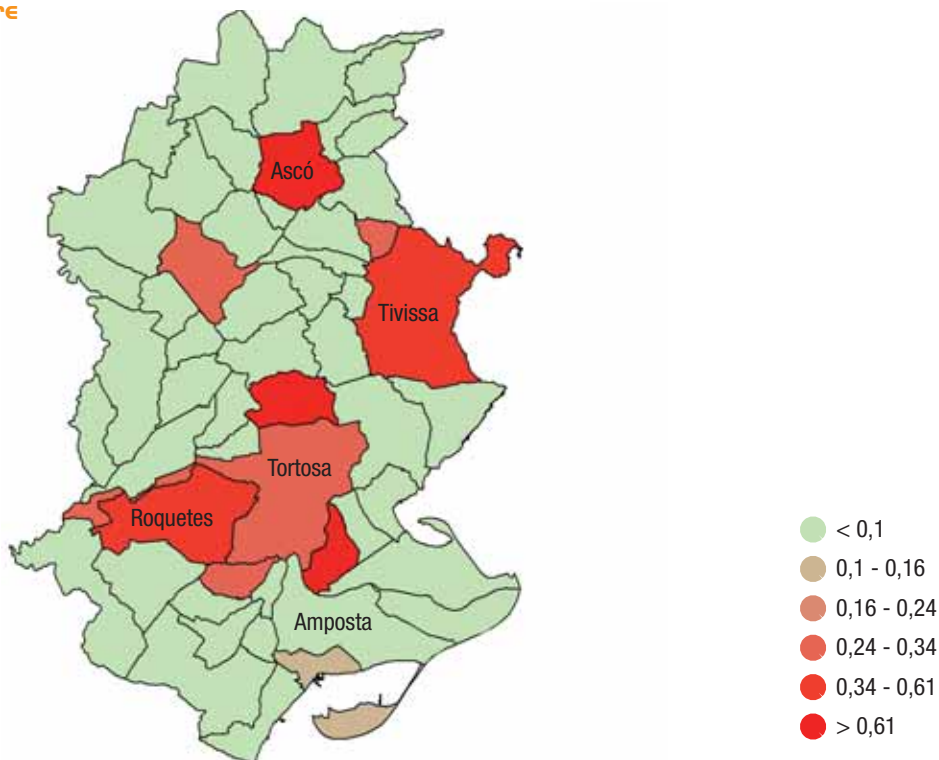 re
Ascó
Tivissa
Tortosa
Roquetes
Amposta
< 0,1
0,1 - 0,16
0,16 - 0,24
0,24 - 0,34
0,34 - 0,61
> 0,61